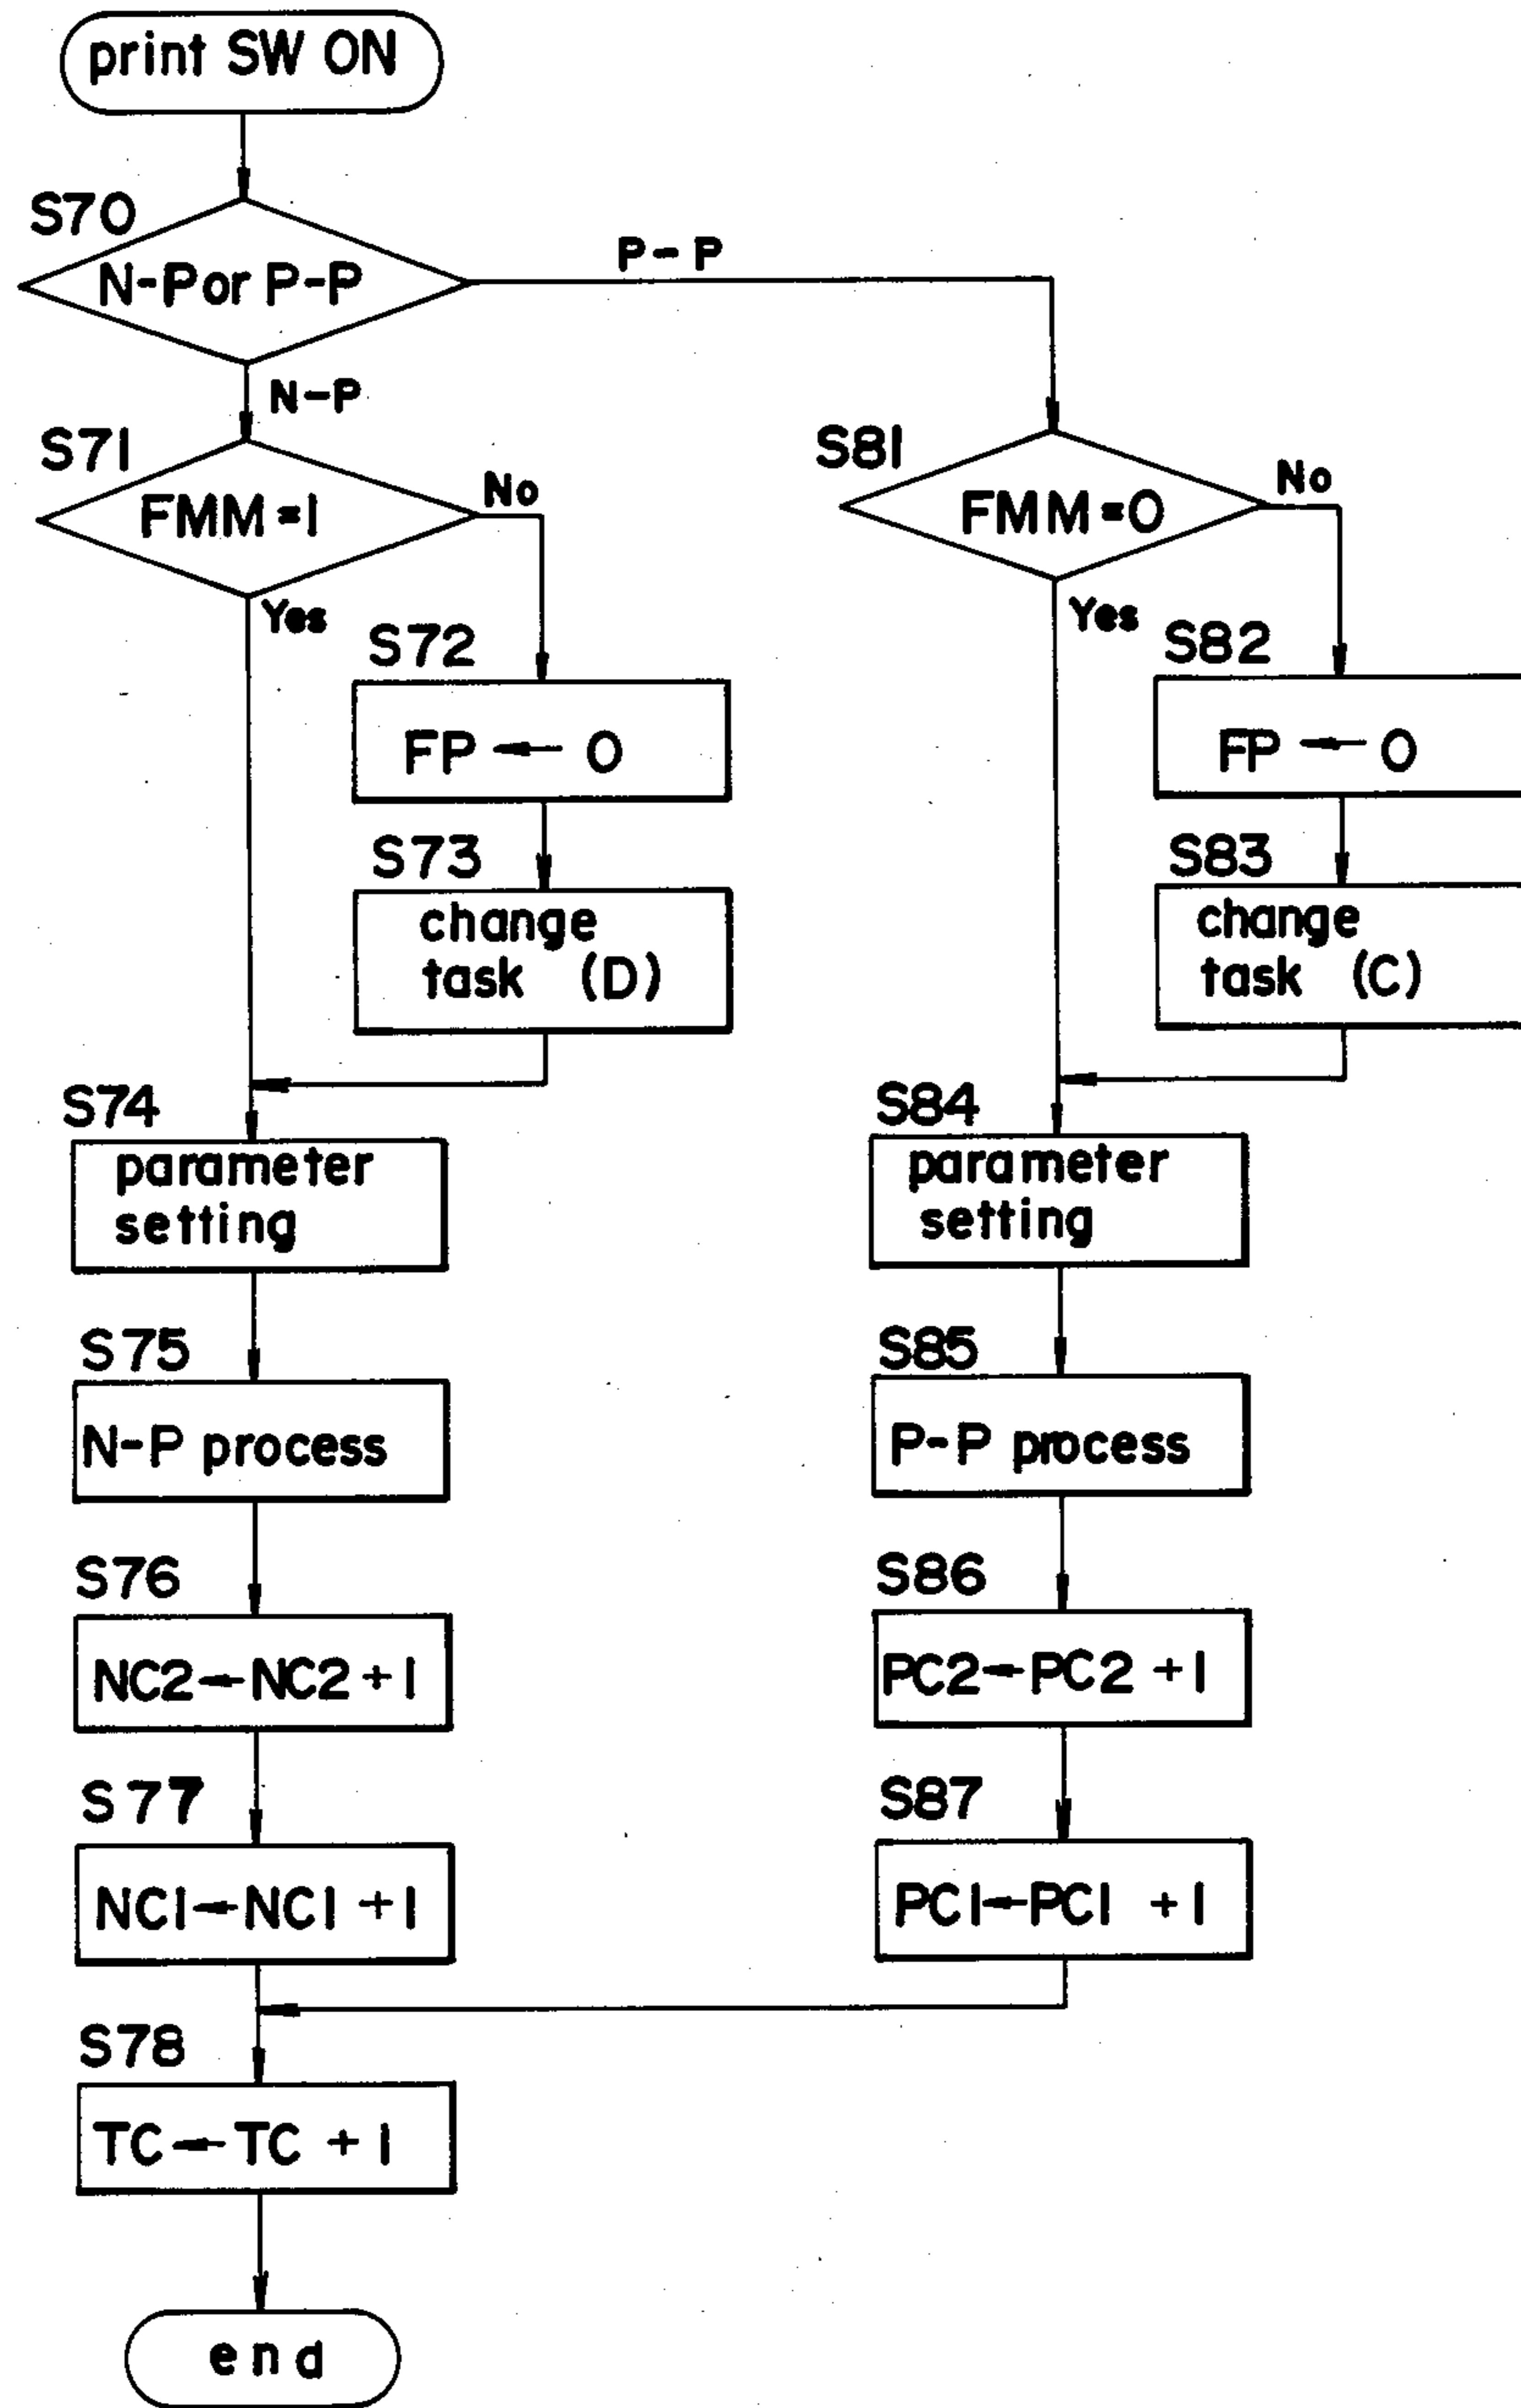 print SW ON
S70
N-P or P-P
P-P
N-P
S71
FMM=1
No
Yes
S72
FP ← 0
S73
change
task (D)
S74
parameter
setting
S75
N-P process
S76
NC2←NC2+1
S77
NC1←NC1+1
S78
TC←TC+1
end
S81
FMM=0
No
Yes
S82
FP ← 0
S83
change
task (C)
S84
parameter
setting
S85
P-P process
S86
PC2←PC2+1
S87
PC1←PC1+1